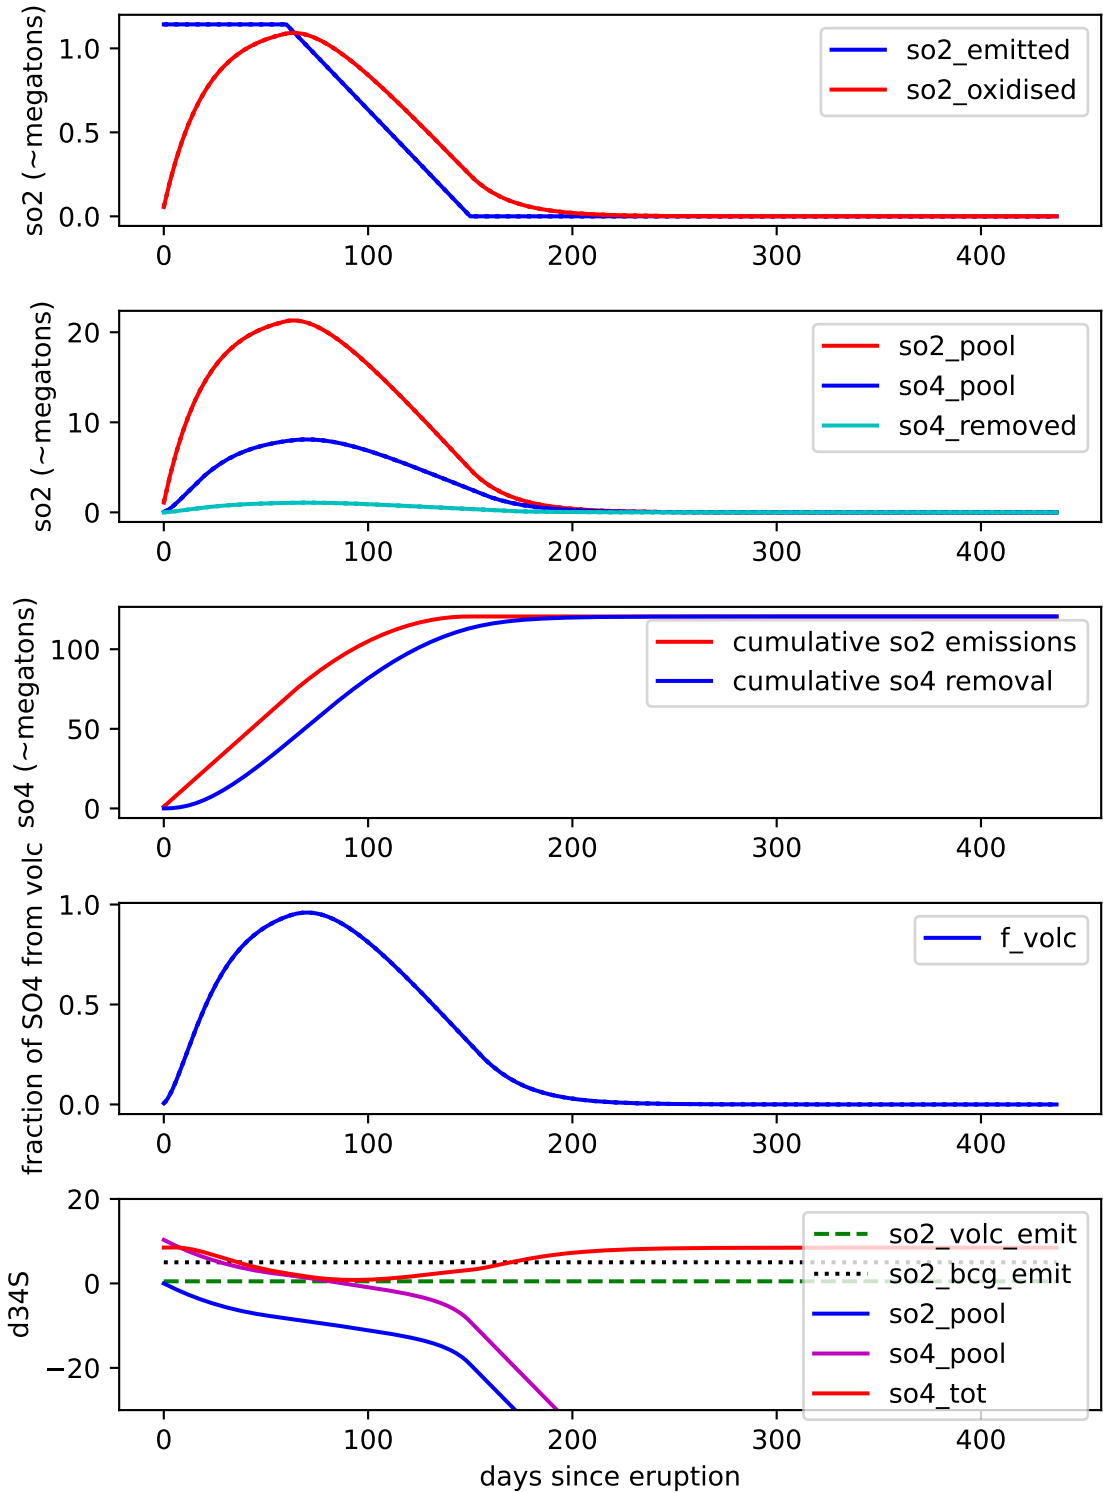 so2 (~megatons)
1.0
0.5
0.0
so2_emitted
so2_oxidised
0 100 200 300 400
so2 (~megatons)
20
10
0
so2_pool
so4_pool
so4_removed
0 100 200 300 400
so4 (~megatons)
100
50
0
cumulative so2 emissions
cumulative so4 removal
0 100 200 300 400
fraction of SO4 from volc
1.0
0.5
0.0
f_volc
0 100 200 300 400
d34S
20
0
−20
so2_volc_emit
so2_bcg_emit
so2_pool
so4_pool
so4_tot
0 100 200 300 400
days since eruption